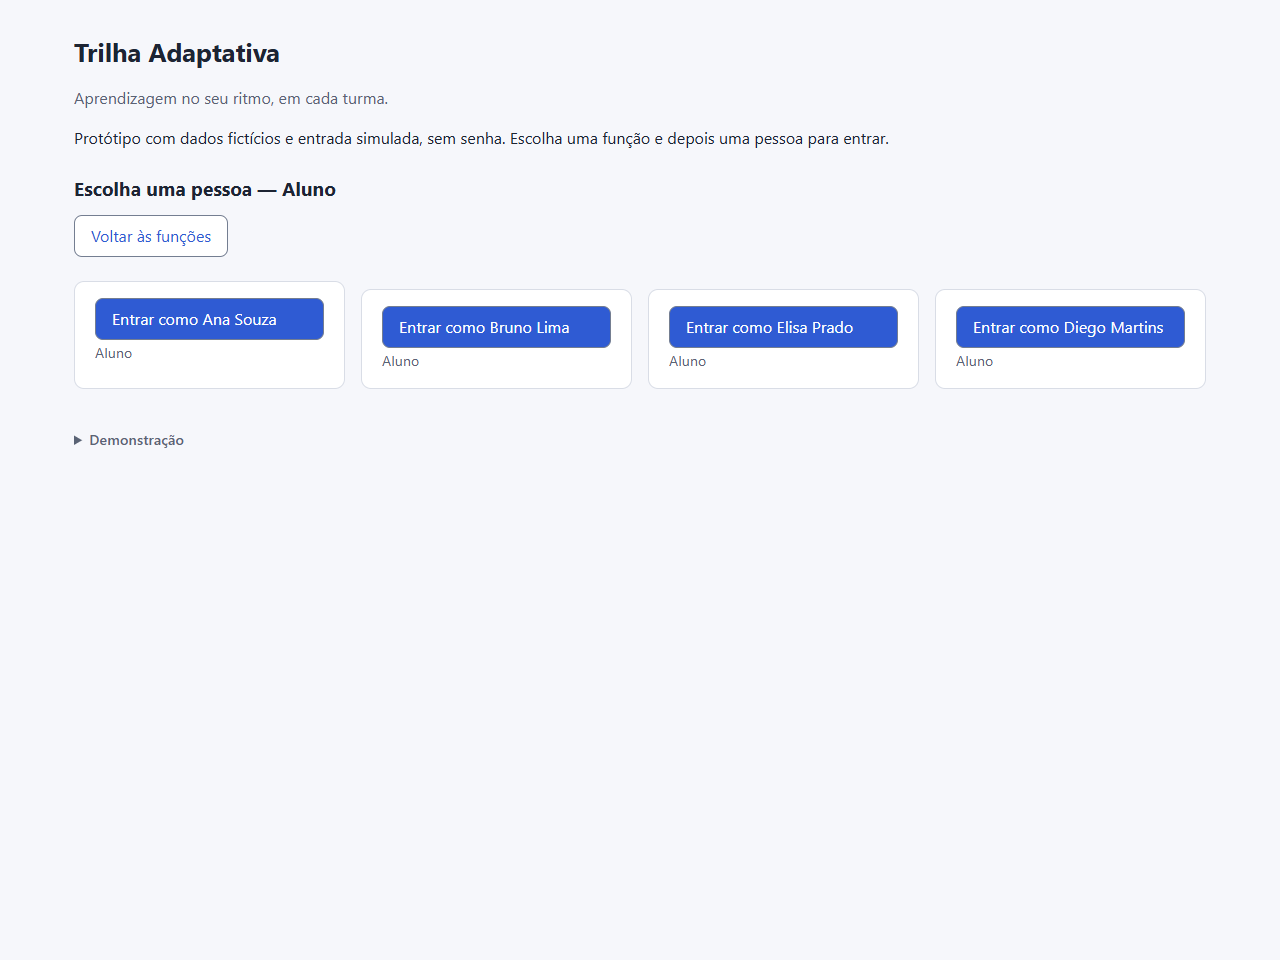 Trilha Adaptativa
Aprendizagem no seu ritmo, em cada turma.
Protótipo com dados fictícios e entrada simulada, sem senha. Escolha uma função e depois uma pessoa para entrar.
Escolha uma pessoa — Aluno
Voltar às funções
Entrar como Ana Souza
Aluno
Entrar como Bruno Lima
Aluno
Entrar como Elisa Prado
Aluno
Entrar como Diego Martins
Aluno
Demonstração